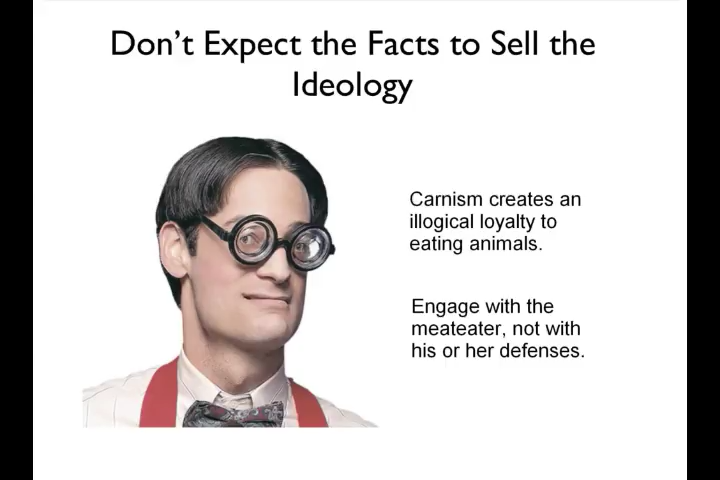 Don’t Expect the Facts to Sell the
Ideology
Carnism creates an
illogical loyalty to
eating animals.
Engage with the
meateater, not with
his or her defenses.